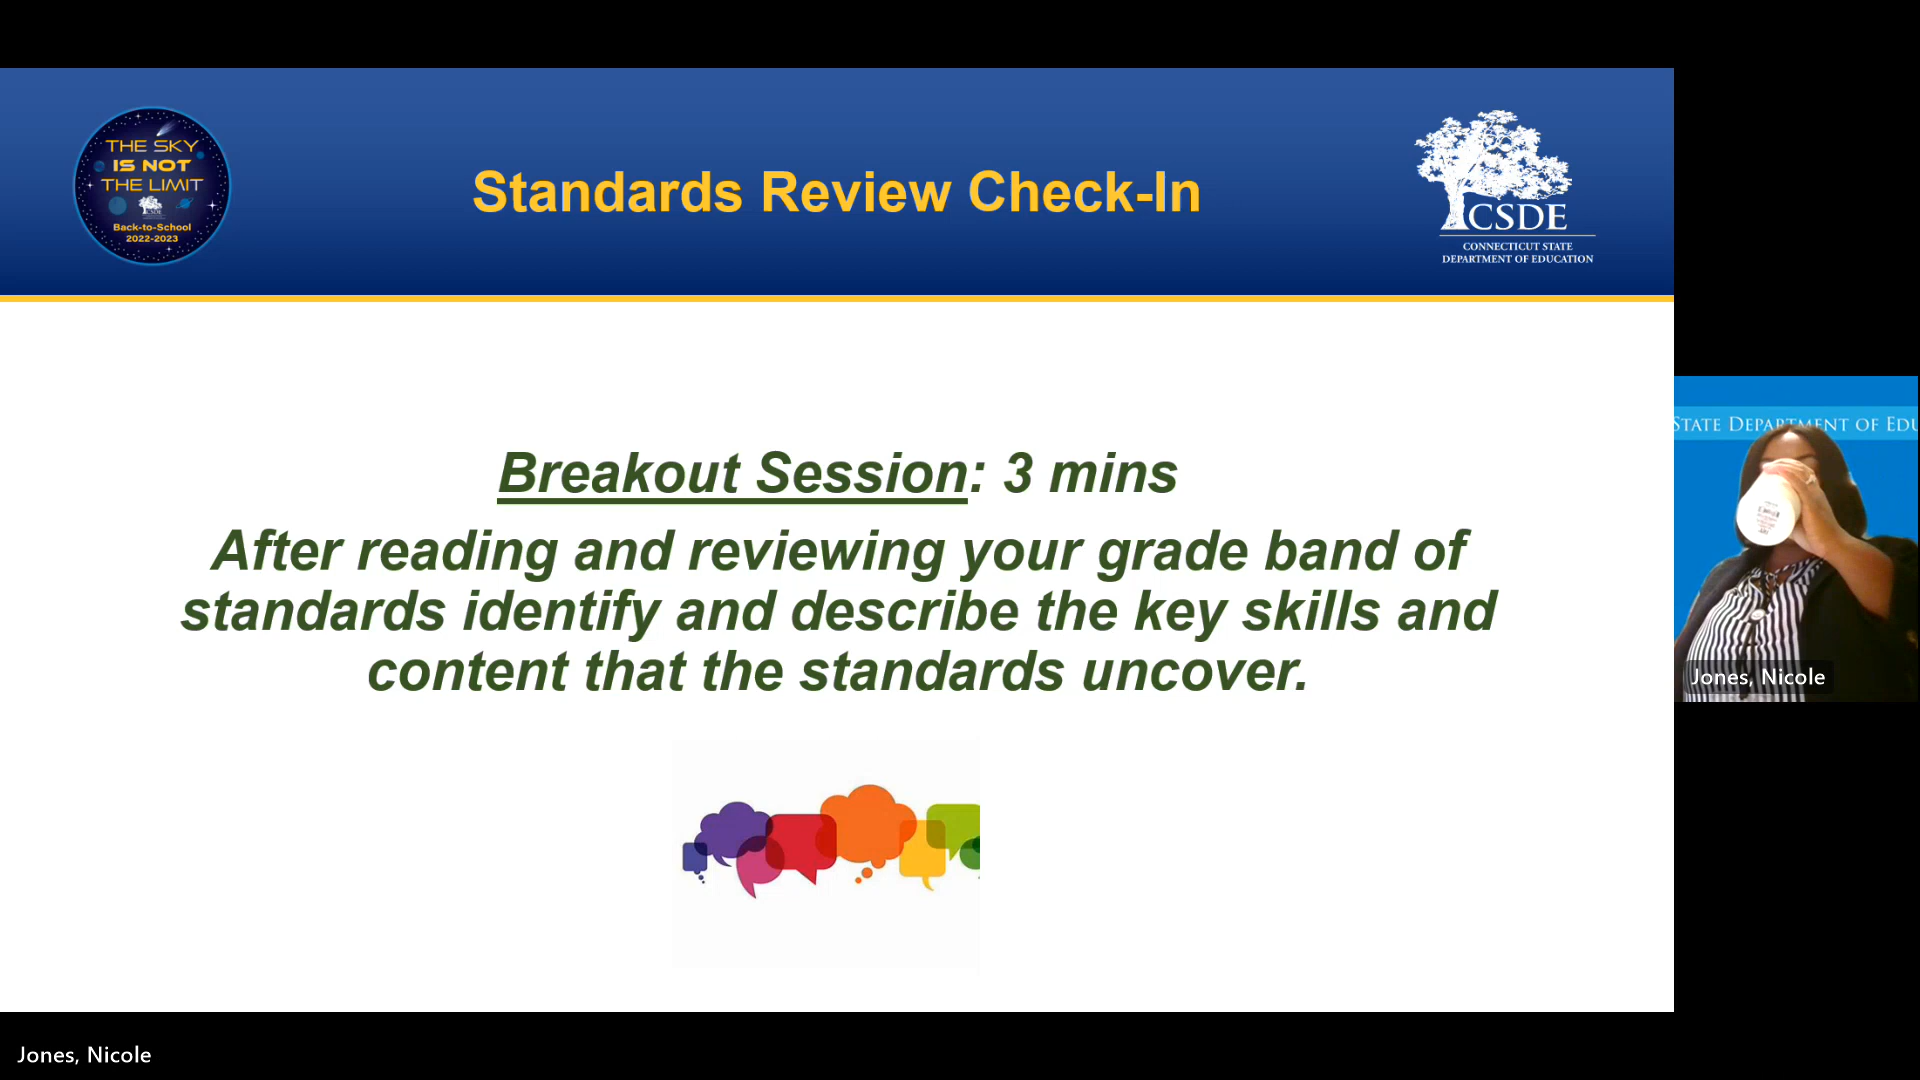 THE SKY
IS NOT
THE LIMIT
CSDE
Back-to-School
2022-2023
Standards Review Check-In
CSDE
CONNECTICUT STATE
DEPARTMENT OF EDUCATION
Breakout Session: 3 mins
After reading and reviewing your grade band of
standards identify and describe the key skills and
content that the standards uncover.
STATE DEPARTMENT OF EDU
Jones, Nicole
Jones, Nicole